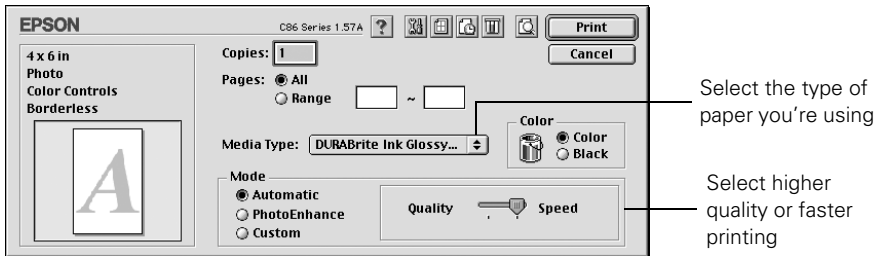 EPSON
C86 Series 1.57A
?
Print
Cancel
4 x 6 in
Photo
Color Controls
Borderless
A
Copies: 1
Pages: All
Range ~
Media Type: DURABrite Ink Glossy...
Color
Color
Black
Mode
Automatic
PhotoEnhance
Custom
Quality Speed
Select the type of
paper you're using
Select higher
quality or faster
printing